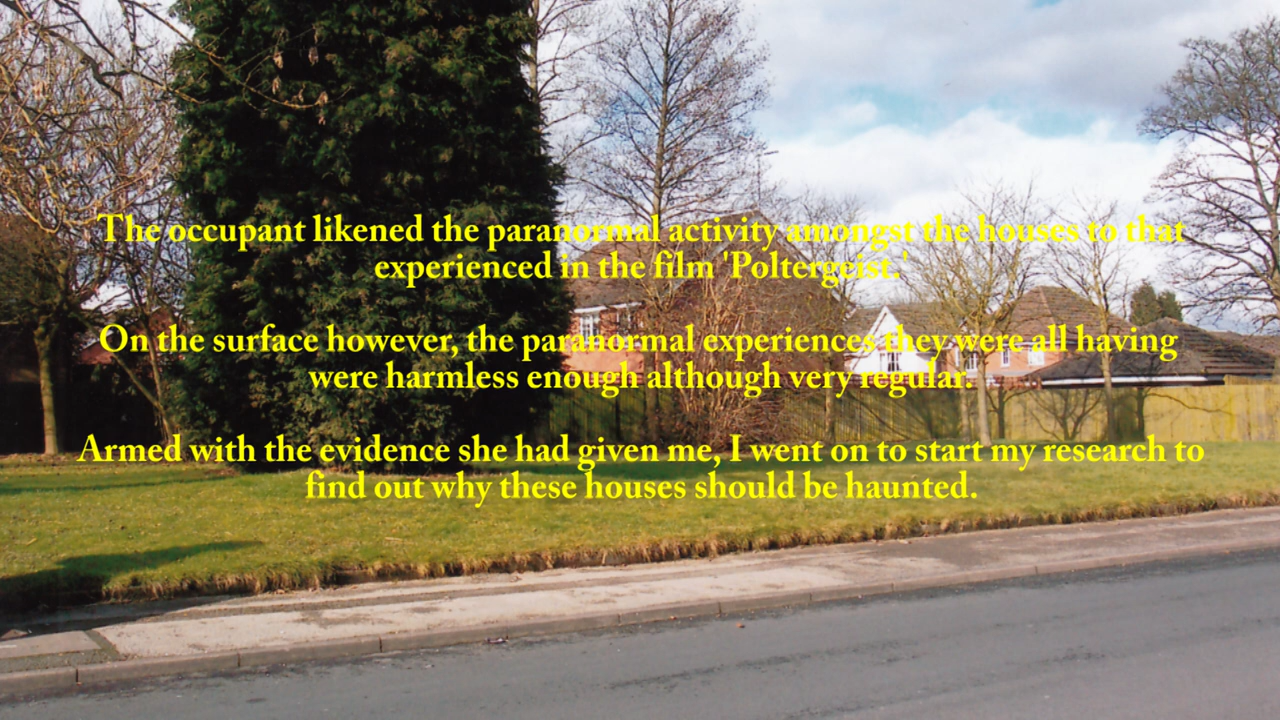 The occupant likened the paranormal activity amongst the houses to that
experienced in the film 'Poltergeist.'
On the surface however, the paranormal experiences they were all having
were harmless enough although very regular.
Armed with the evidence she had given me, I went on to start my research to
find out why these houses should be haunted.